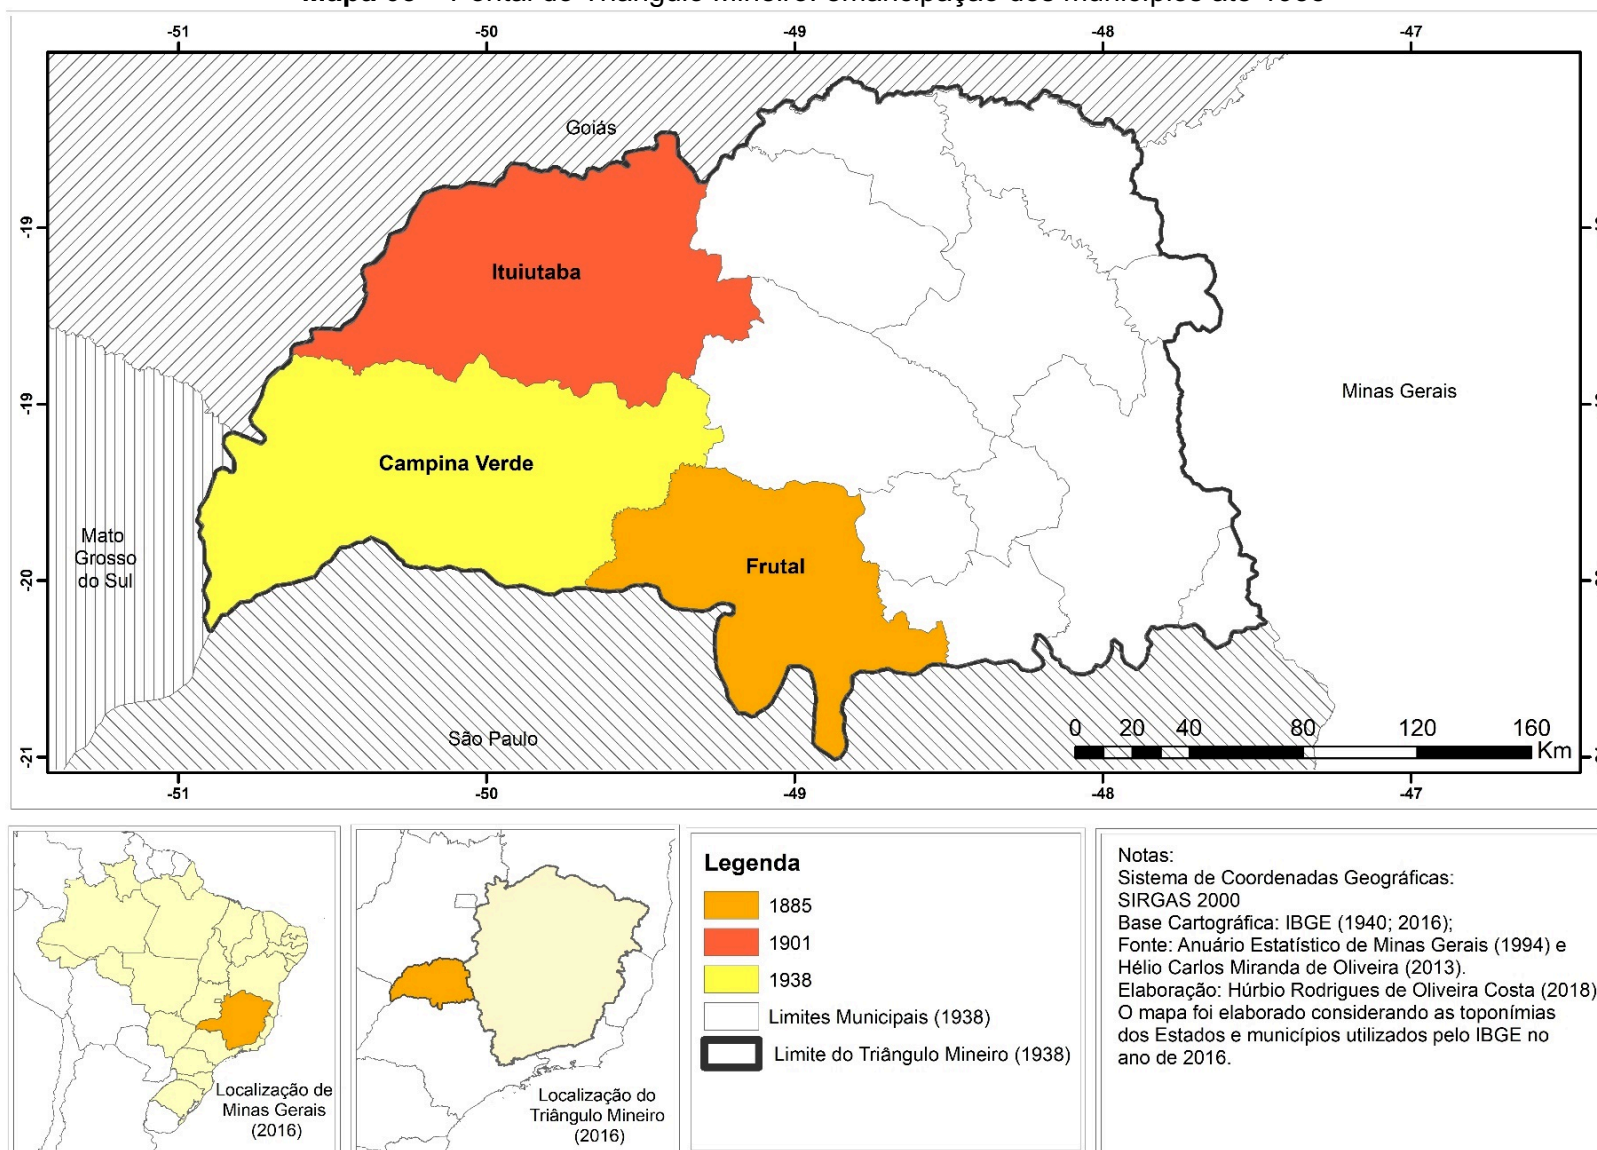 -51 -50 -49 -48 -47
Goiás
-19
Ituiutaba
Minas Gerais
-19
Campina Verde
Mato
Grosso
do Sul
Frutal
-20
São Paulo
0 20 40 80 120 160
Km
-21
-51 -50 -49 -48 -47
Localização de
Minas Gerais
(2016)
Localização do
Triângulo Mineiro
(2016)
Legenda
1885
1901
1938
Limites Municipais (1938)
Limite do Triângulo Mineiro (1938)
Notas:
Sistema de Coordenadas Geográficas:
SIRGAS 2000
Base Cartográfica: IBGE (1940; 2016);
Fonte: Anuário Estatístico de Minas Gerais (1994) e
Hélio Carlos Miranda de Oliveira (2013).
Elaboração: Húrbio Rodrigues de Oliveira Costa (2018)
O mapa foi elaborado considerando as toponímias
dos Estados e municípios utilizados pelo IBGE no
ano de 2016.